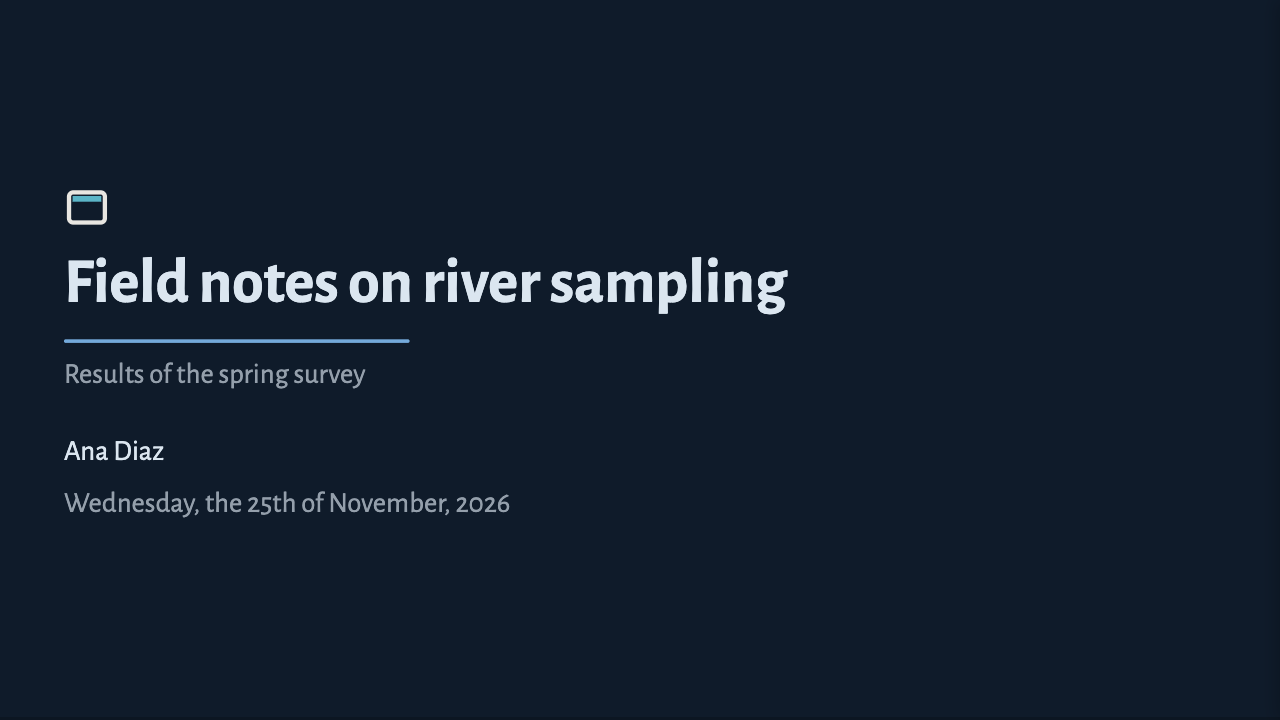 Field notes on river sampling
Results of the spring survey
Ana Diaz
Wednesday, the 25th of November, 2026